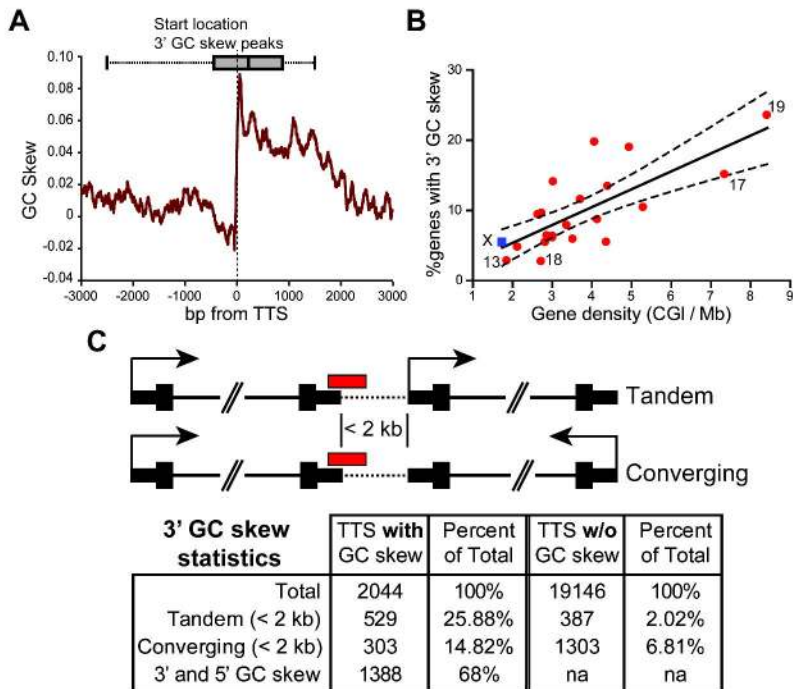 A
Start location
3' GC skew peaks
0.10
0.08
0.06
0.04
0.02
0
-0.02
-0.04
GC Skew
-3000 -2000 -1000 0 1000 2000 3000
bp from TTS
B
30
20
10
0
%genes with 3' GC skew
19
17
X
13
18
1 2 3 4 5 6 7 8 9
Gene density (CGI / Mb)
C
Tandem
< 2 kb
Converging
3' GC skew statistics TTS with GC skew Percent of Total TTS w/o GC skew Percent of Total
Total 2044 100% 19146 100%
Tandem (< 2 kb) 529 25.88% 387 2.02%
Converging (< 2 kb) 303 14.82% 1303 6.81%
3' and 5' GC skew 1388 68% na na